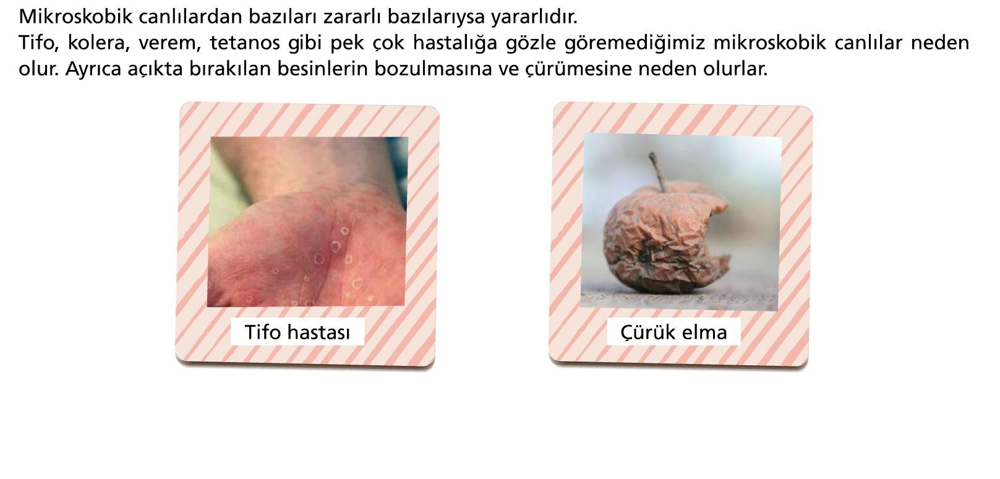 Mikroskobik canlılardan bazıları zararlı bazılarıysa yararlıdır.
Tifo, kolera, verem, tetanos gibi pek çok hastalığa gözle göremediğimiz mikroskobik canlılar neden
olur. Ayrıca açıkta bırakılan besinlerin bozulmasına ve çürümesine neden olurlar.
Tifo hastası
Çürük elma